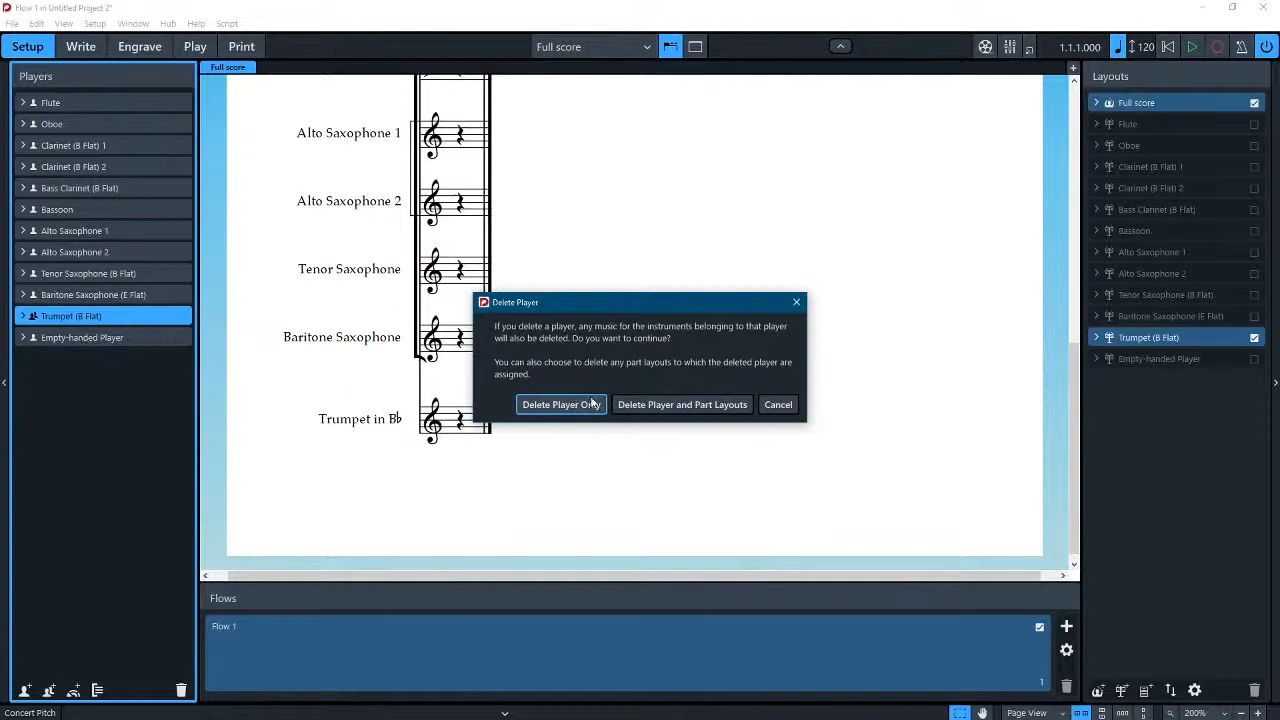 Flow 1 in Untitled Project 2*
File Edit View Setup Window Hub Help Script
Setup Write Engrave Play Print Full score 1.1.1.000 120
Players
Flute
Oboe
Clarinet (B Flat) 1
Clarinet (B Flat) 2
Bass Clarinet (B Flat)
Bassoon
Alto Saxophone 1
Alto Saxophone 2
Tenor Saxophone (B Flat)
Baritone Saxophone (E Flat)
Trumpet (B Flat)
Empty-handed Player
Full score
Alto Saxophone 1
Alto Saxophone 2
Tenor Saxophone
Baritone Saxophone
Trumpet in B♭
Delete Player
If you delete a player, any music for the instruments belonging to that player
will also be deleted. Do you want to continue?
You can also choose to delete any part layouts to which the deleted player are
assigned.
Delete Player Only Delete Player and Part Layouts Cancel
Layouts
Full score
Flute
Oboe
Clarinet (B Flat) 1
Clarinet (B Flat) 2
Bass Clarinet (B Flat)
Bassoon
Alto Saxophone 1
Alto Saxophone 2
Tenor Saxophone (B Flat)
Baritone Saxophone (E Flat)
Trumpet (B Flat)
Empty-handed Player
Flows
Flow 1
1
Concert Pitch Page View 200%